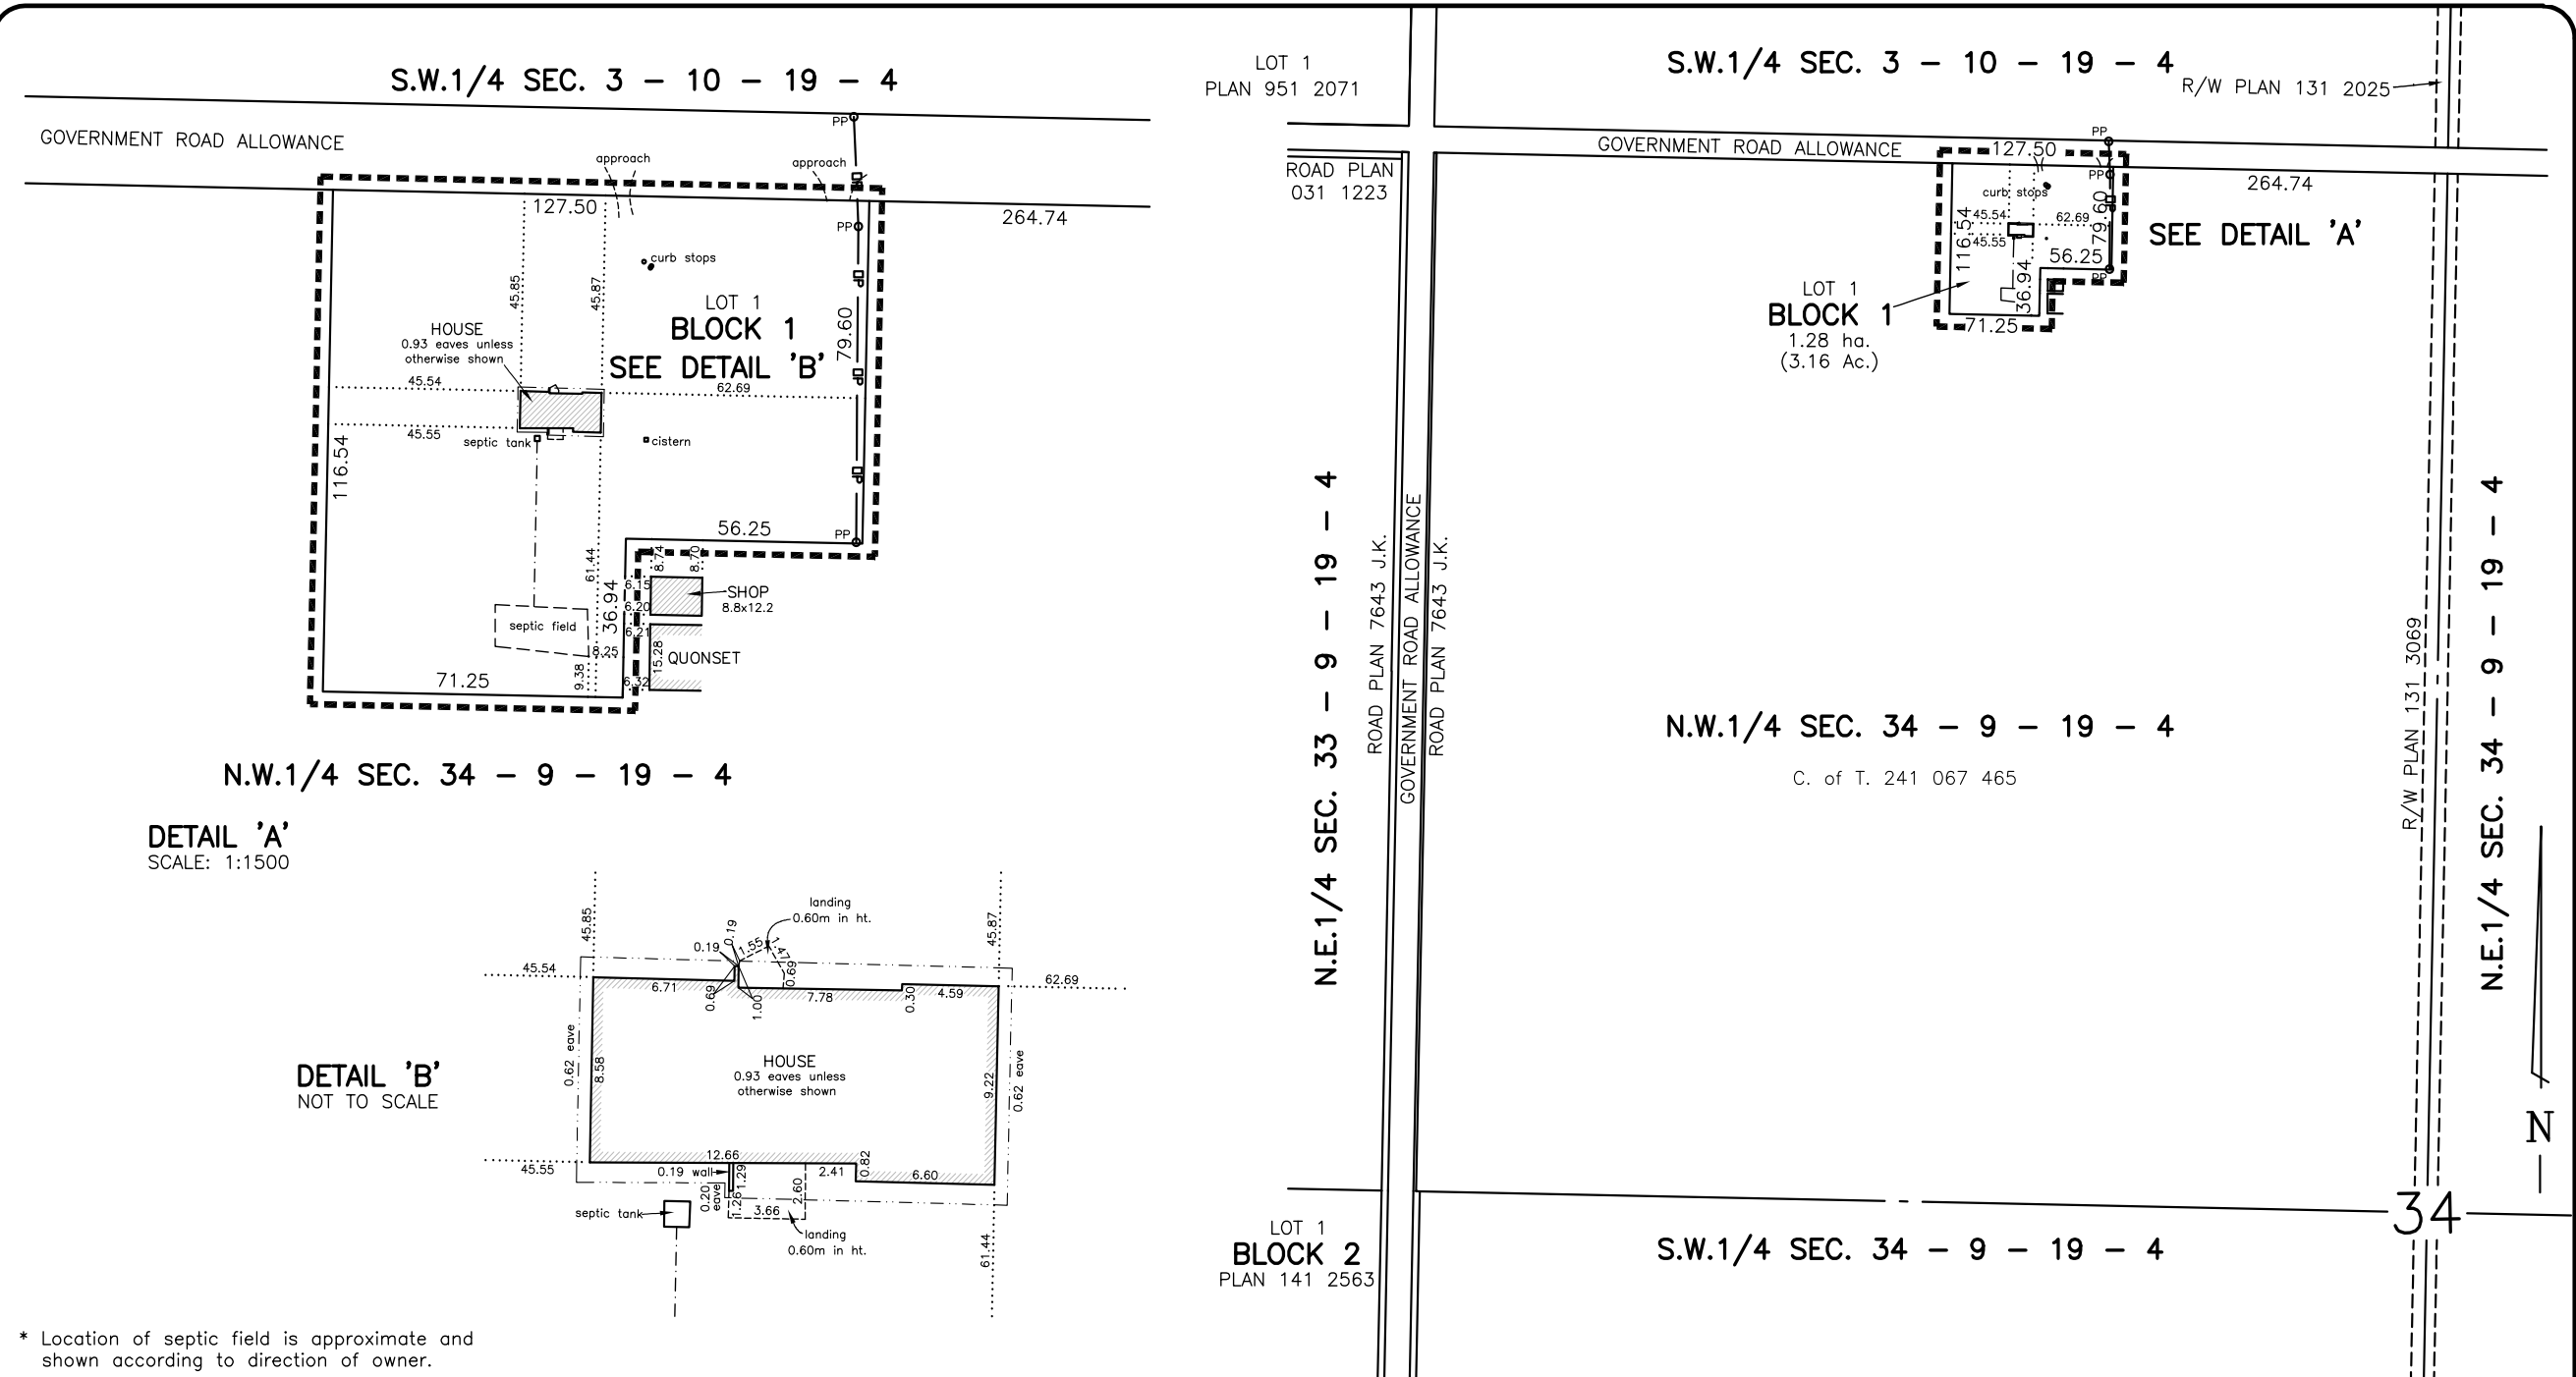 S.W.1/4 SEC. 3 - 10 - 19 - 4
GOVERNMENT ROAD ALLOWANCE
PP
approach
approach
127.50
264.74
PP
curb stops
45.85
45.87
LOT 1
BLOCK 1
SEE DETAIL 'B'
79.60
HOUSE
0.93 eaves unless
otherwise shown
45.54
62.69
45.55
septic tank
cistern
116.54
56.25
PP
61.44
8.74
8.70
6.15
6.20
36.94
SHOP
8.8x12.2
septic field
6.21
8.25
15.28
QUONSET
9.38
6.32
71.25
N.W.1/4 SEC. 34 - 9 - 19 - 4
DETAIL 'A'
SCALE: 1:1500
landing
0.60m in ht.
45.85
45.87
0.19
0.19
1.55
1.47
0.69
45.54
62.69
6.71
0.69
1.00
7.78
0.30
4.59
0.62 eave
8.58
HOUSE
0.93 eaves unless
otherwise shown
9.22
0.62 eave
DETAIL 'B'
NOT TO SCALE
45.55
12.66
0.19 wall
1.29
2.41
0.82
6.60
0.20
eave
1.26
2.60
3.66
septic tank
landing
0.60m in ht.
61.44
* Location of septic field is approximate and
shown according to direction of owner.
LOT 1
PLAN 951 2071
S.W.1/4 SEC. 3 - 10 - 19 - 4
R/W PLAN 131 2025
GOVERNMENT ROAD ALLOWANCE
PP
127.50
ROAD PLAN
031 1223
PP
264.74
curb stops
45.54
62.69
79.60
116.54
45.55
SEE DETAIL 'A'
56.25
36.94
PP
LOT 1
BLOCK 1
1.28 ha.
(3.16 Ac.)
71.25
N.E.1/4 SEC. 33 - 9 - 19 - 4
ROAD PLAN 7643 J.K.
GOVERNMENT ROAD ALLOWANCE
ROAD PLAN 7643 J.K.
N.W.1/4 SEC. 34 - 9 - 19 - 4
C. of T. 241 067 465
R/W PLAN 131 3069
N.E.1/4 SEC. 34 - 9 - 19 - 4
N
34
LOT 1
BLOCK 2
PLAN 141 2563
S.W.1/4 SEC. 34 - 9 - 19 - 4